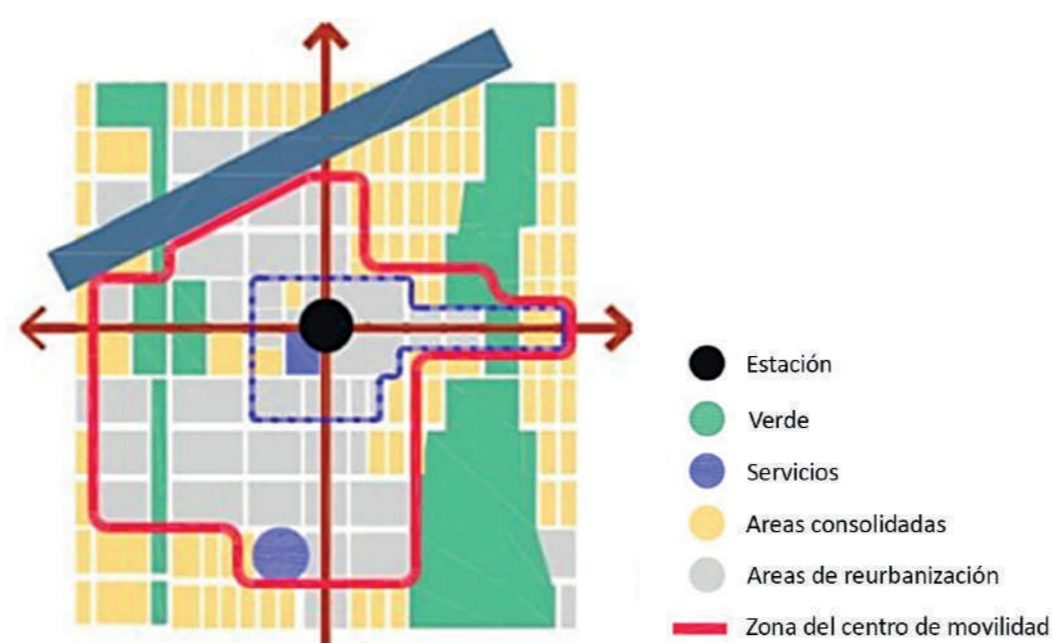 Estación
Verde
Servicios
Areas consolidadas
Areas de reurbanización
Zona del centro de movilidad